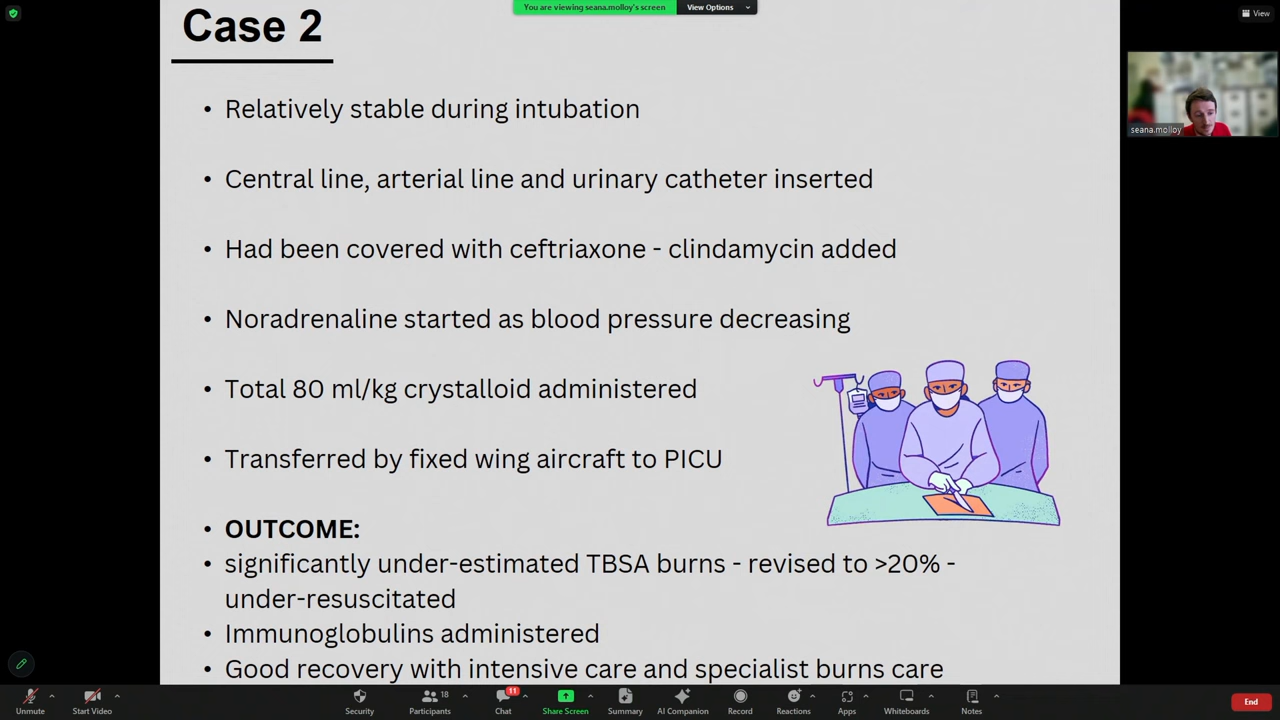 You are viewing seana.molloy's screen
View Options
View
Case 2
seana.molloy
• Relatively stable during intubation
• Central line, arterial line and urinary catheter inserted
• Had been covered with ceftriaxone - clindamycin added
• Noradrenaline started as blood pressure decreasing
• Total 80 ml/kg crystalloid administered
• Transferred by fixed wing aircraft to PICU
• OUTCOME:
• significantly under-estimated TBSA burns - revised to >20% -
under-resuscitated
• Immunoglobulins administered
• Good recovery with intensive care and specialist burns care
Unmute
Start Video
Security
Participants 18
Chat 11
Share Screen
Summary
AI Companion
Record
Reactions
Apps
Whiteboards
Notes
End